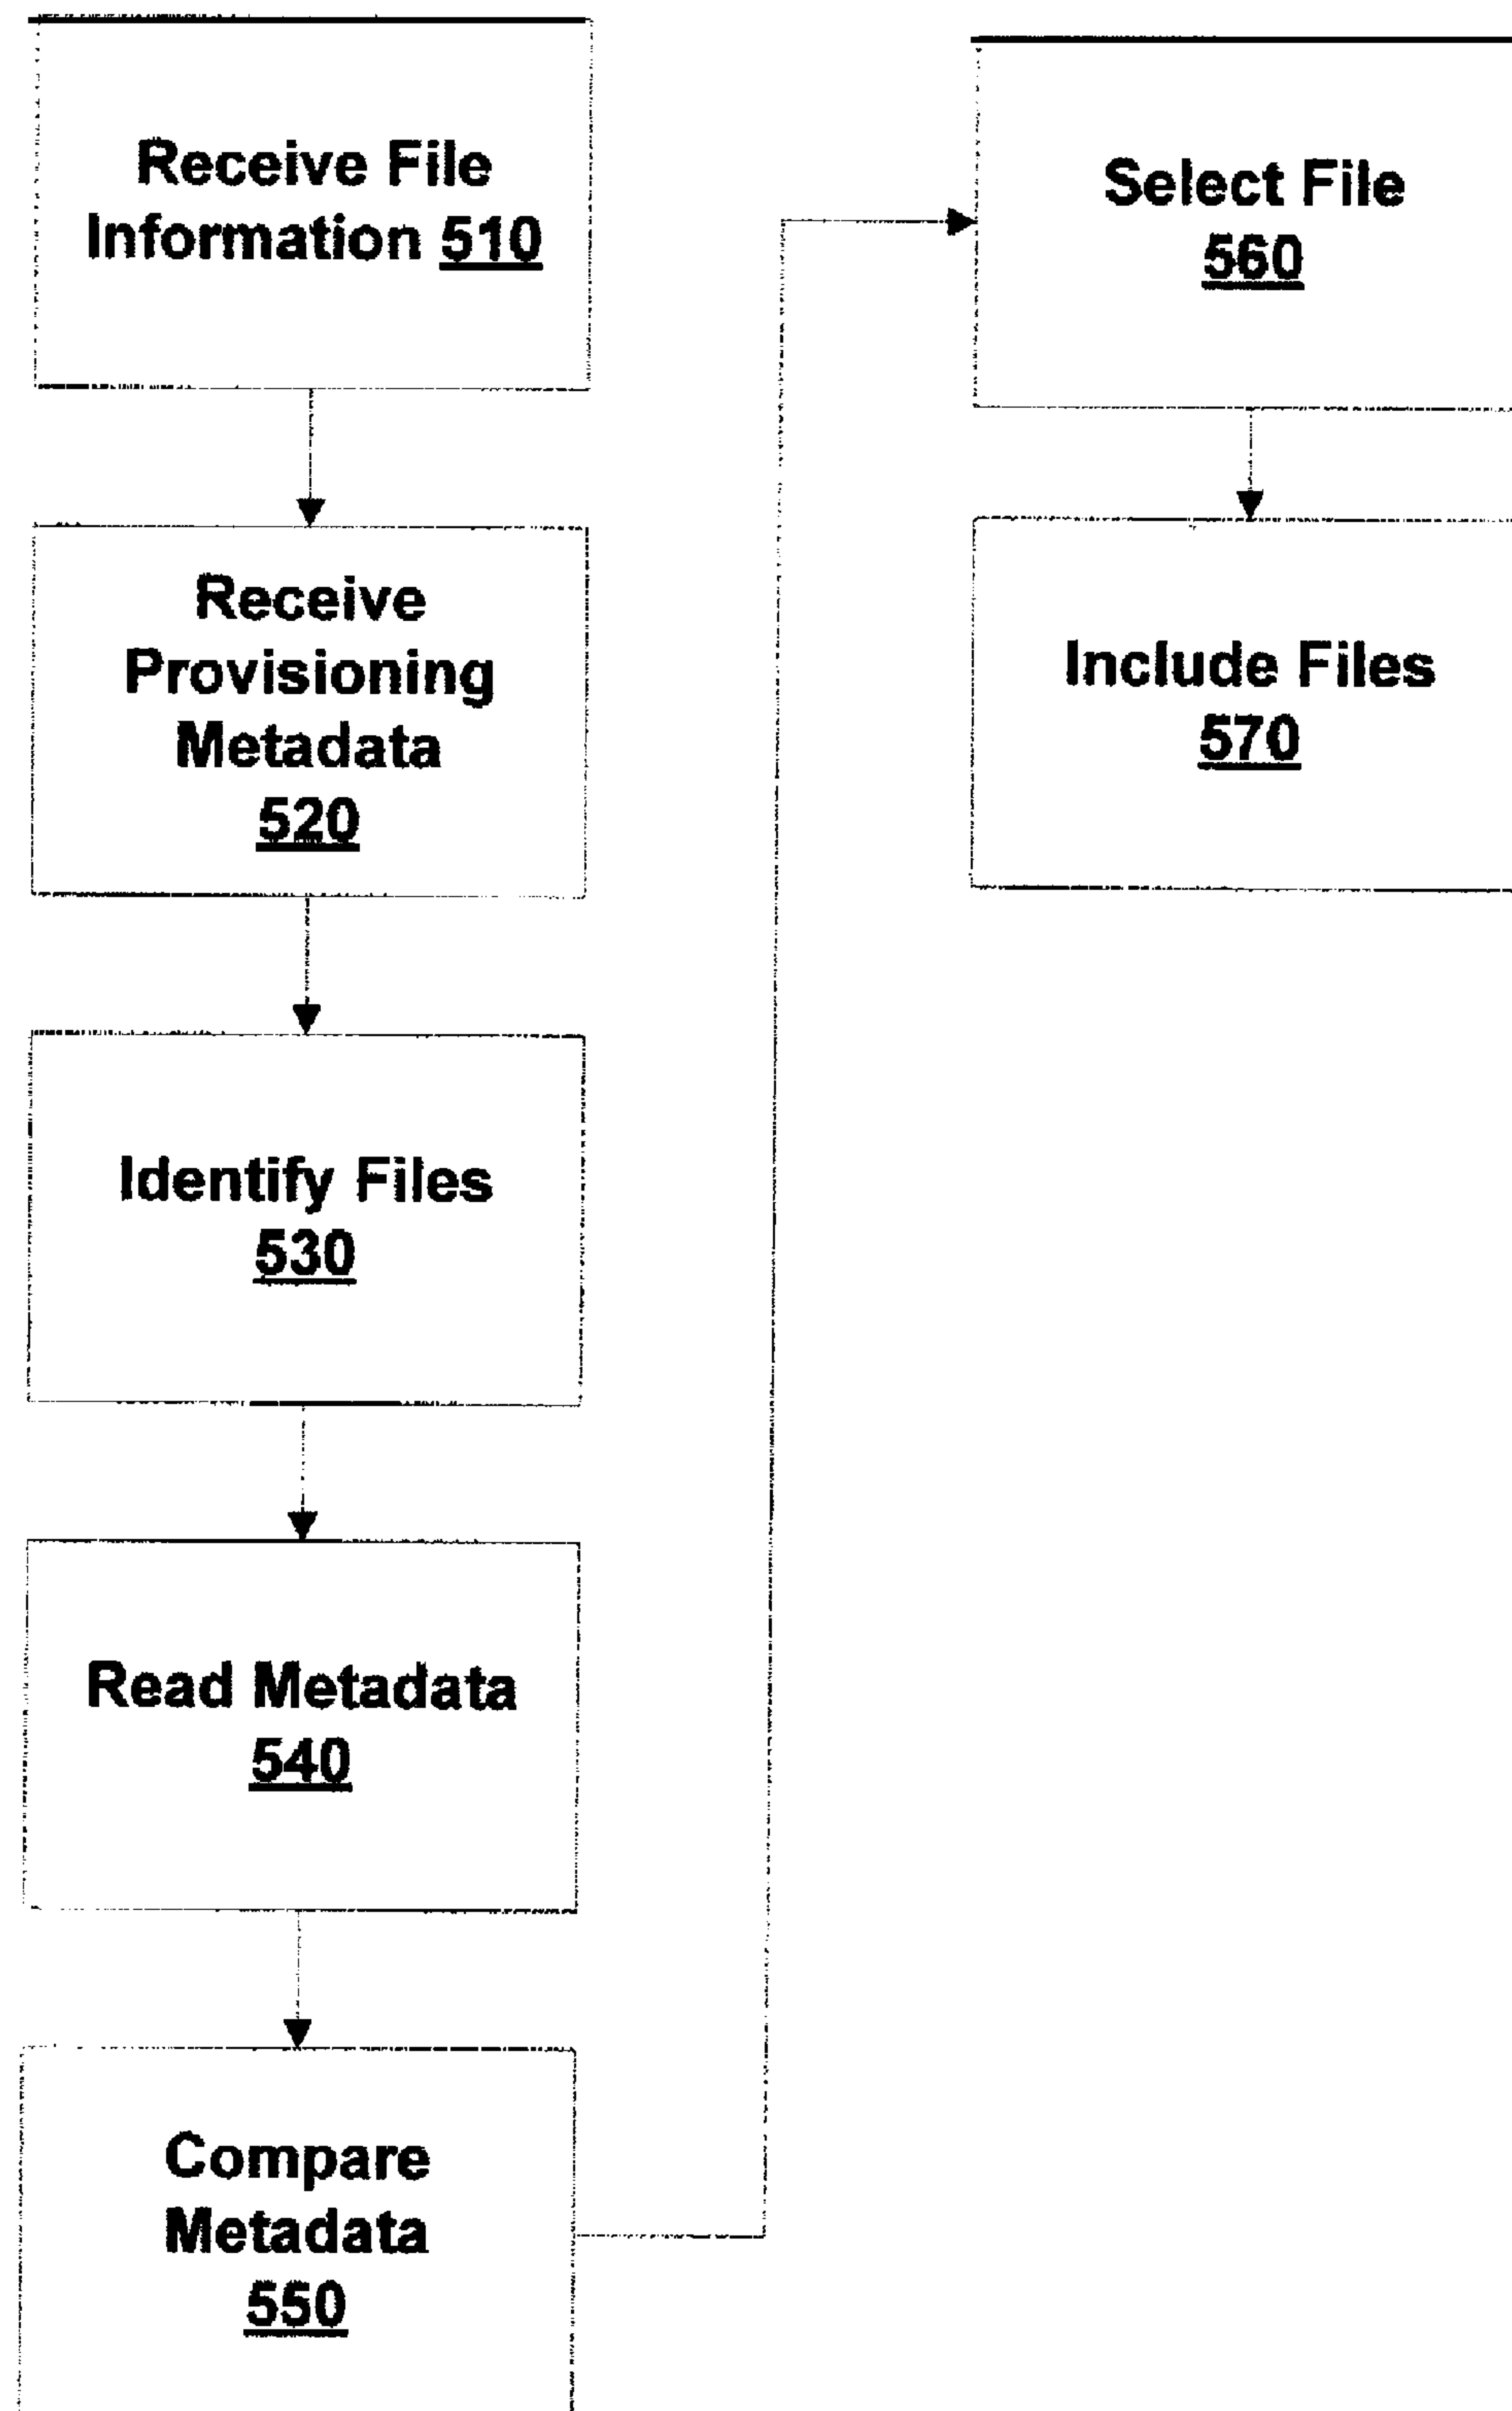 Receive File
Information 510
Receive
Provisioning
Metadata
520
Identify Files
530
Read Metadata
540
Compare
Metadata
550
Select File
560
Include Files
570